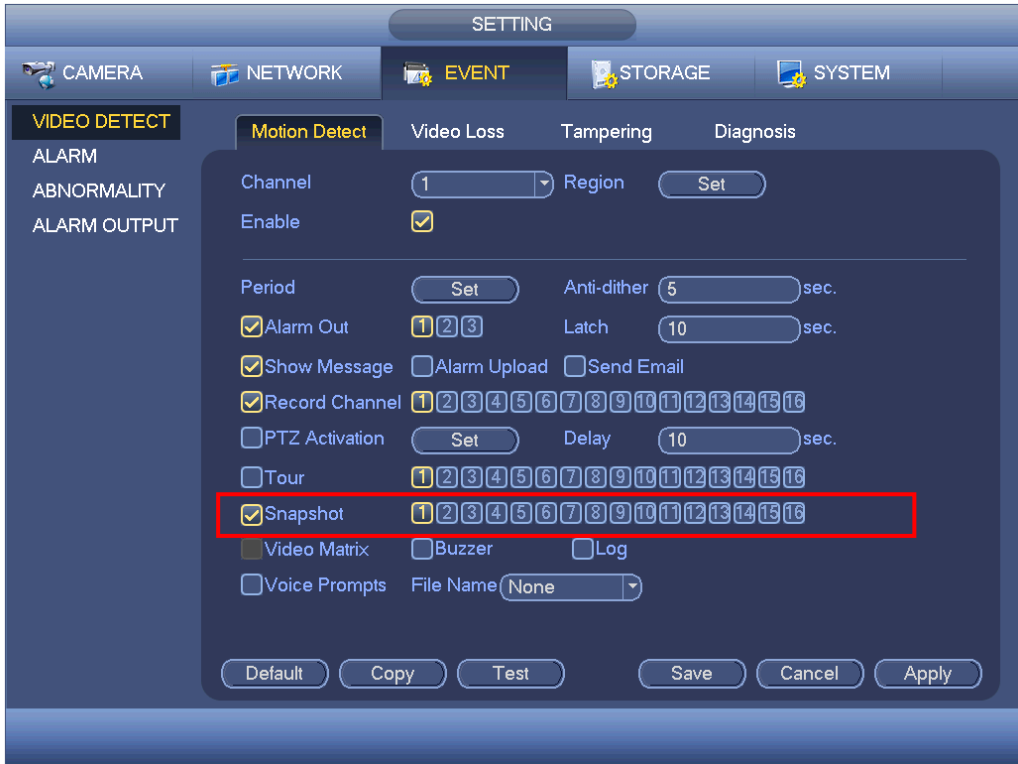 SETTING
CAMERA NETWORK EVENT STORAGE SYSTEM
VIDEO DETECT
ALARM
ABNORMALITY
ALARM OUTPUT
Motion Detect Video Loss Tampering Diagnosis
Channel 1 Region Set
Enable
Period Set Anti-dither 5 sec.
Alarm Out 1 2 3 Latch 10 sec.
Show Message Alarm Upload Send Email
Record Channel 1 2 3 4 5 6 7 8 9 10 11 12 13 14 15 16
PTZ Activation Set Delay 10 sec.
Tour 1 2 3 4 5 6 7 8 9 10 11 12 13 14 15 16
Snapshot 1 2 3 4 5 6 7 8 9 10 11 12 13 14 15 16
Video Matrix Buzzer Log
Voice Prompts File Name None
Default Copy Test Save Cancel Apply